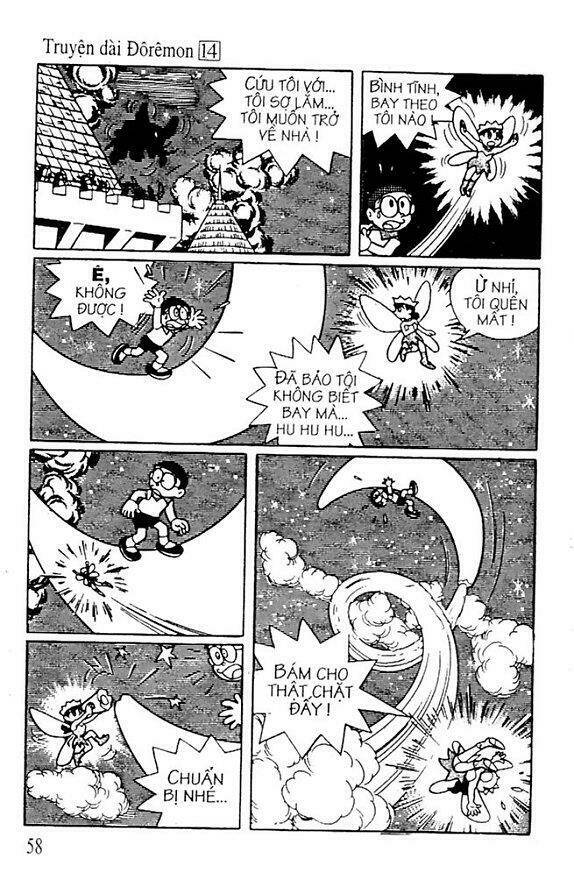 Truyện dài Đôrêmon 14
CỨU TÔI VỚI...
TÔI SỢ LẮM...
TÔI MUỐN TRỞ
VỀ NHÀ !
BÌNH TĨNH,
BAY THEO
TÔI NÀO !
Ê,
KHÔNG
ĐƯỢC !
Ừ NHỈ,
TÔI QUÊN
MẤT !
ĐÃ BẢO TÔI
KHÔNG BIẾT
BAY MÀ...
HU HU HU...
BÁM CHO
THẬT CHẶT
ĐẤY !
CHUẨN
BỊ NHÉ...
58